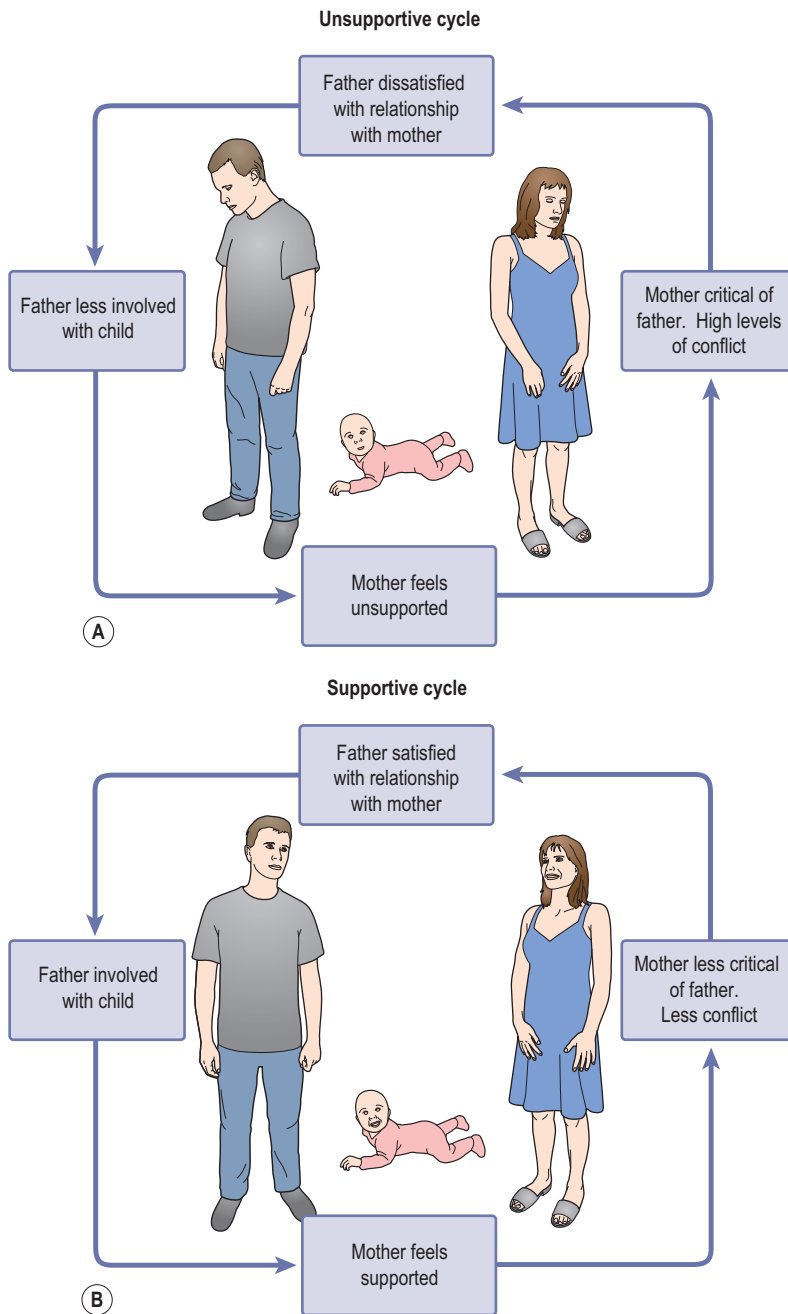 Unsupportive cycle
Father dissatisfied
with relationship
with mother
Father less involved
with child
Mother critical of
father. High levels
of conflict
Mother feels
unsupported
A
Supportive cycle
Father satisfied
with relationship
with mother
Father involved
with child
Mother less critical
of father.
Less conflict
Mother feels
supported
B